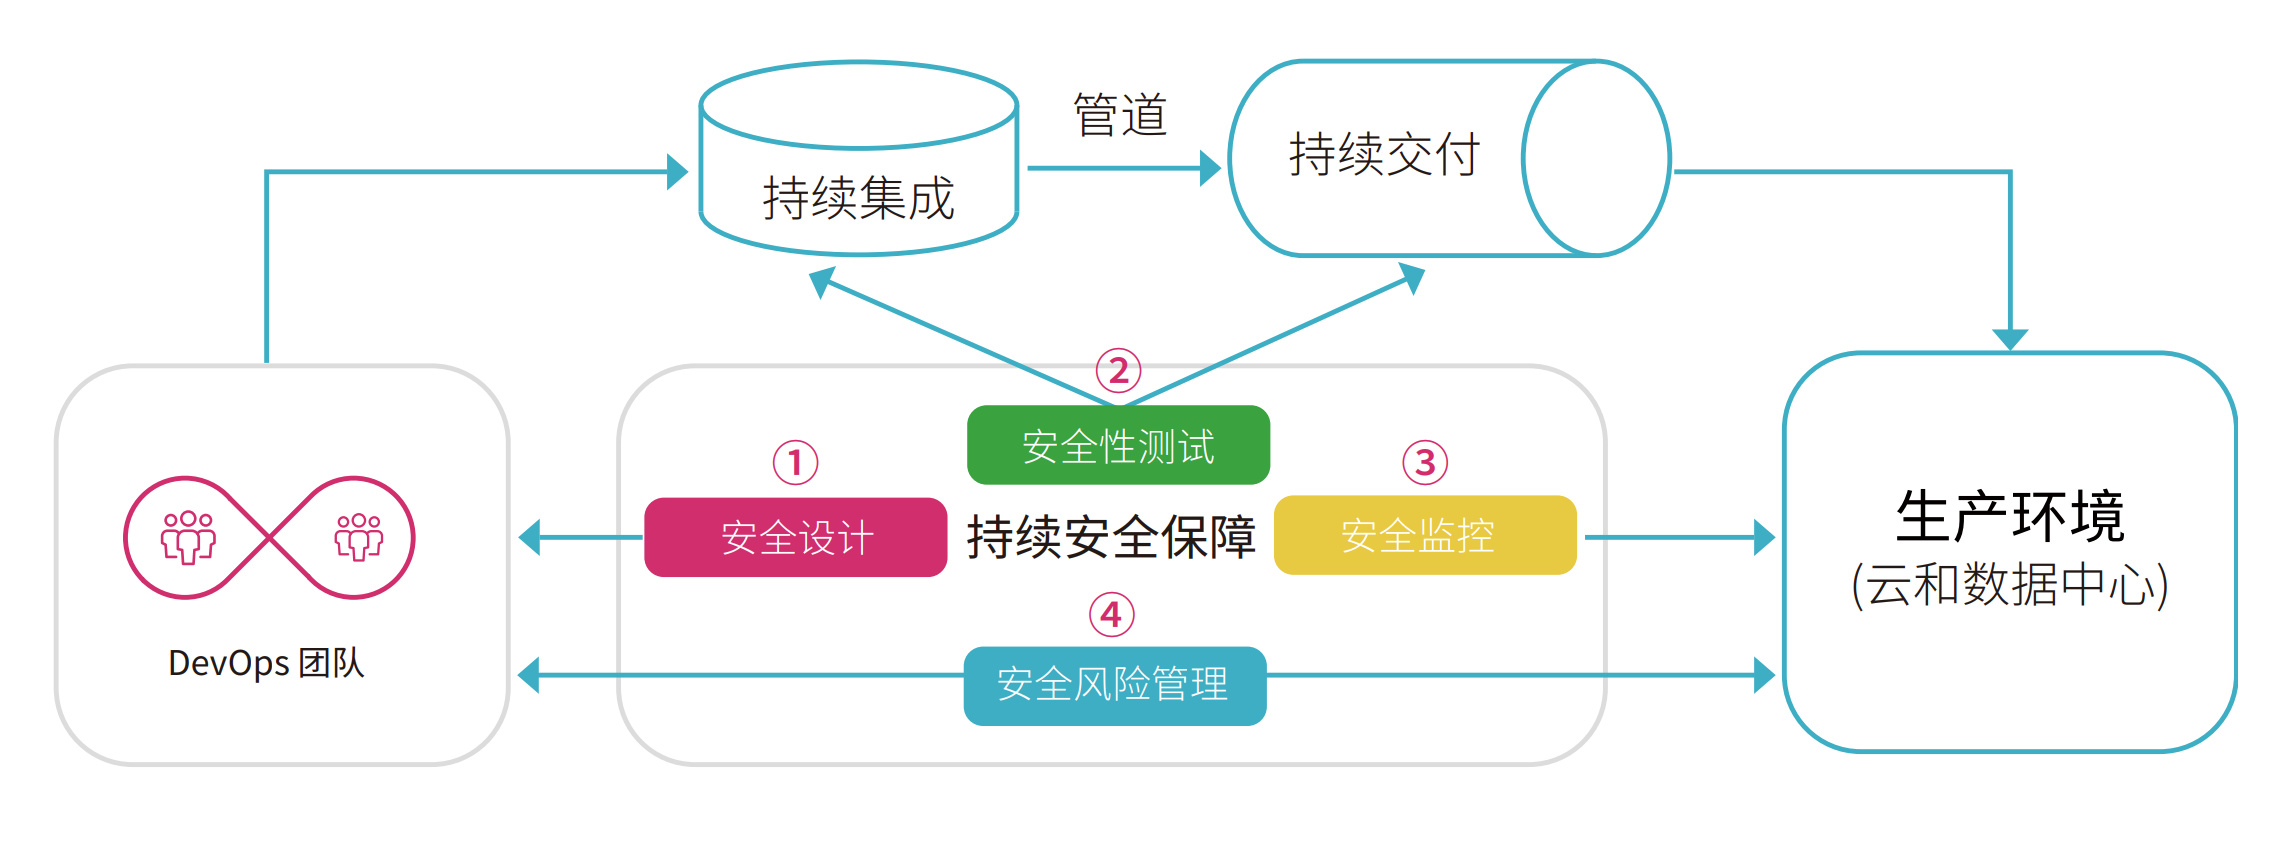 管道
持续集成
持续交付
②
安全性测试
①
安全设计
持续安全保障
③
安全监控
④
安全风险管理
DevOps 团队
生产环境
(云和数据中心)